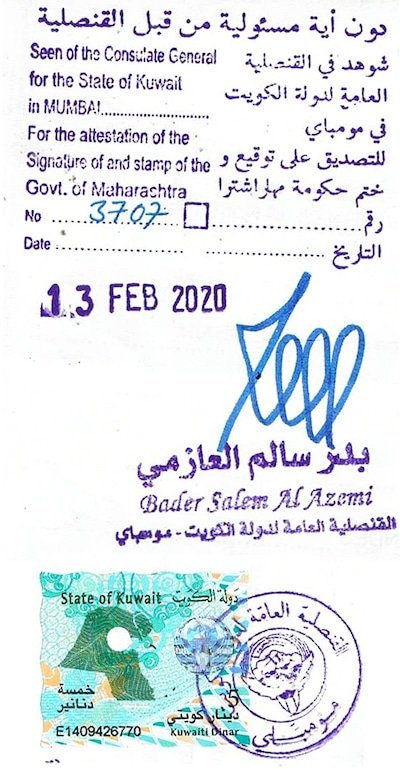 دون أية مسئولية من قبل القنصلية
Seen of the Consulate General
for the State of Kuwait
in MUMBAI........................
For the attestation of the
Signature of and stamp of the
Govt. of Maharashtra
شوهد في القنصلية
العامة لدولة الكويت
في مومباي
للتصديق على توقيع و
ختم حكومة مهاراشترا
No ........3707........ رقم
Date ........................ التاريخ
13 FEB 2020
بدر سالم العازمي
Bader Salem Al Azemi
القنصلية العامة لدولة الكويت - مومباي
State of Kuwait دولة الكويت
خمسة
دنانير
5
دينار كويتي
E1409426770 Kuwaiti Dinar
القنصلية العامة